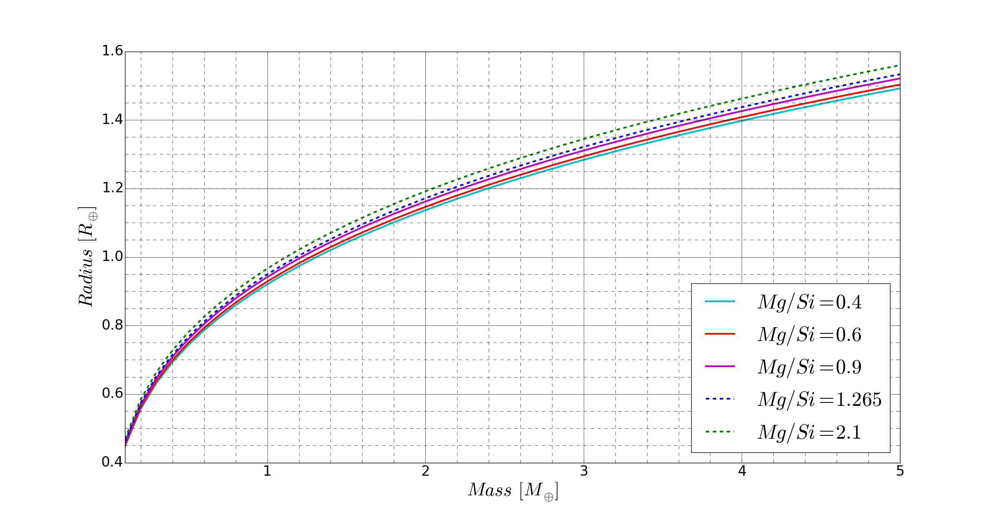 1.6
1.4
1.2
1.0
0.8
0.6
0.4
Radius [R⊕]
1 2 3 4 5
Mass [M⊕]
Mg/Si=0.4
Mg/Si=0.6
Mg/Si=0.9
Mg/Si=1.265
Mg/Si=2.1